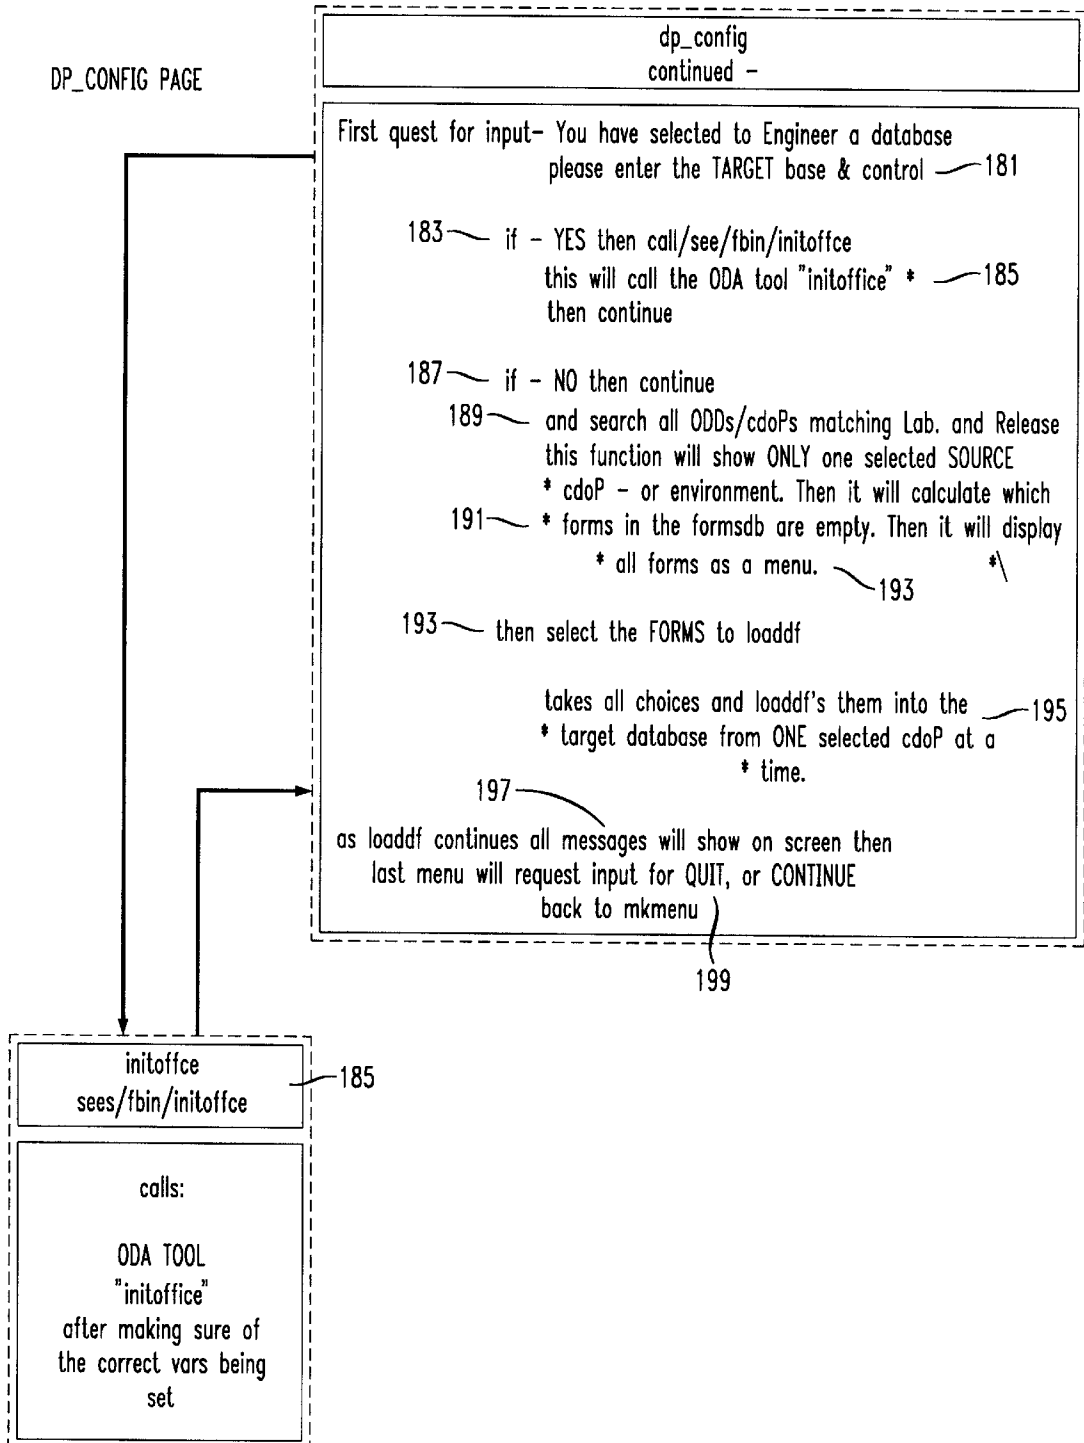 DP_CONFIG PAGE
dp_config
continued -
First quest for input- You have selected to Engineer a database
please enter the TARGET base & control 181
183 if - YES then call/see/fbin/initoffce
this will call the ODA tool "initoffice" * 185
then continue
187 if - NO then continue
189 and search all ODDs/cdoPs matching Lab. and Release
this function will show ONLY one selected SOURCE
* cdoP - or environment. Then it will calculate which
191 * forms in the formsdb are empty. Then it will display
* all forms as a menu. *\
193
193 then select the FORMS to loaddf
takes all choices and loaddf's them into the 195
* target database from ONE selected cdoP at a
* time.
197
as loaddf continues all messages will show on screen then
last menu will request input for QUIT, or CONTINUE
back to mkmenu
199
initoffce
sees/fbin/initoffce
185
calls:
ODA TOOL
"initoffice"
after making sure of
the correct vars being
set